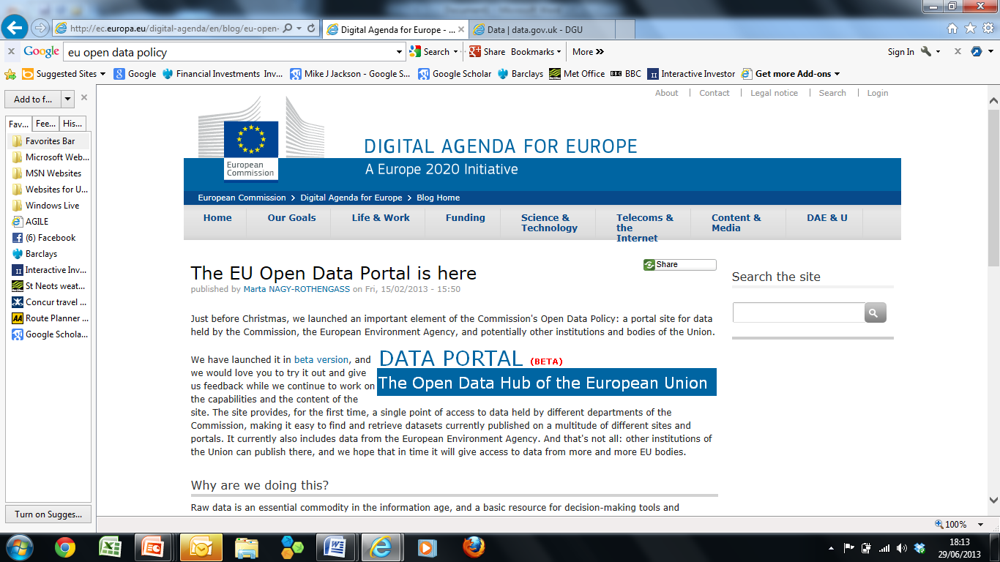 http://ec.europa.eu/digital-agenda/en/blog/eu-open-
Digital Agenda for Europe - ...
Data | data.gov.uk - DGU
Google
eu open data policy
Search
Share
Bookmarks
More »
Sign In
Suggested Sites
Google
Financial Investments Inv...
Mike J Jackson - Google S...
Google Scholar
Barclays
Met Office
BBC
Interactive Investor
Get more Add-ons
Add to f...
Fav...
Fee...
His...
Favorites Bar
Microsoft Web...
MSN Websites
Websites for U...
Windows Live
AGILE
(6) Facebook
Barclays
Interactive Inv...
St Neots weat...
Concur travel ...
Route Planner ...
Google Schola...
Turn on Sugges...
About | Contact | Legal notice | Search | Login
European
Commission
DIGITAL AGENDA FOR EUROPE
A Europe 2020 Initiative
European Commission > Digital Agenda for Europe > Blog Home
Home
Our Goals
Life & Work
Funding
Science &
Technology
Telecoms &
the
Internet
Content &
Media
DAE & U
Share
The EU Open Data Portal is here
published by Marta NAGY-ROTHENGASS on Fri, 15/02/2013 - 15:50
Search the site
Just before Christmas, we launched an important element of the Commission's Open Data Policy: a portal site for data
held by the Commission, the European Environment Agency, and potentially other institutions and bodies of the Union.
DATA PORTAL (BETA)
The Open Data Hub of the European Union
We have launched it in beta version, and
we would love you to try it out and give
us feedback while we continue to work on
the capabilities and the content of the
site. The site provides, for the first time, a single point of access to data held by different departments of the
Commission, making it easy to find and retrieve datasets currently published on a multitude of different sites and
portals. It currently also includes data from the European Environment Agency. And that's not all: other institutions of
the Union can publish there, and we hope that in time it will give access to data from more and more EU bodies.
Why are we doing this?
Raw data is an essential commodity in the information age, and a basic resource for decision-making tools and
100%
18:13
29/06/2013